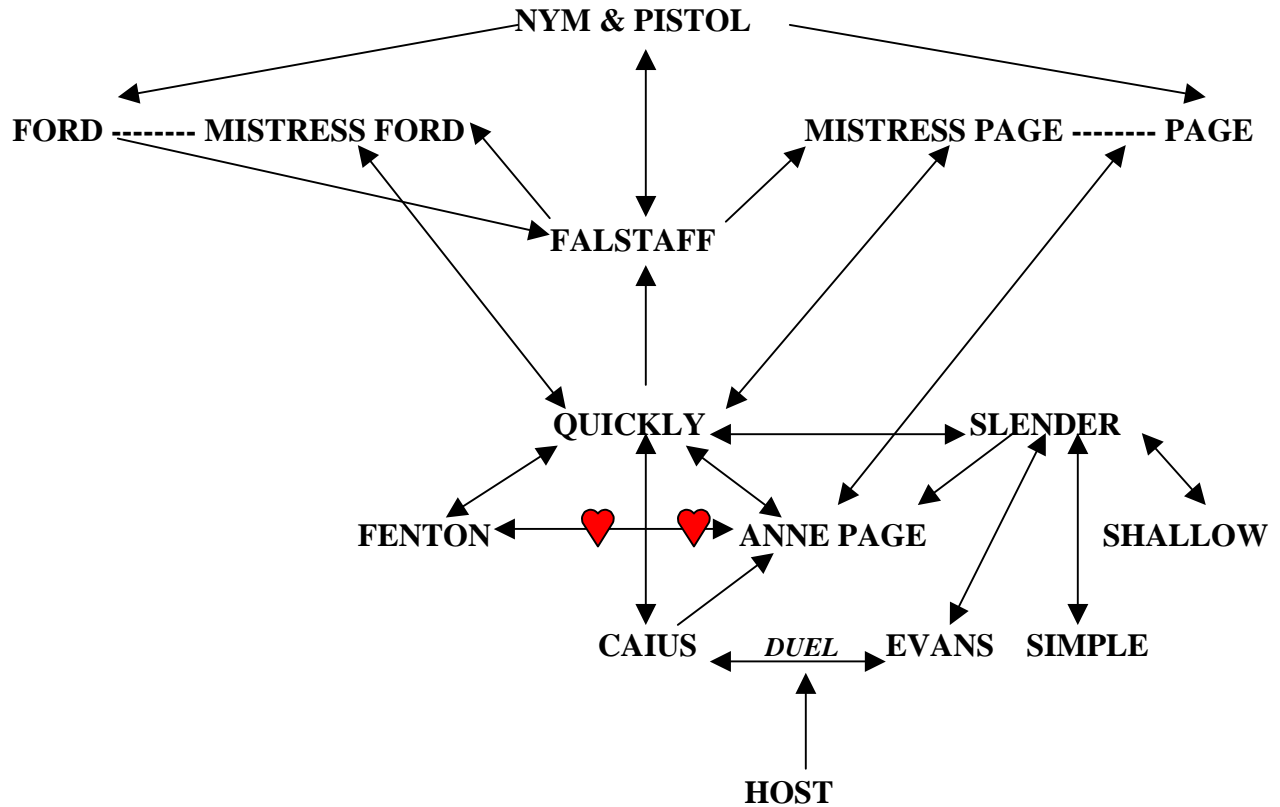 NYM & PISTOL
FORD -------- MISTRESS FORD
MISTRESS PAGE -------- PAGE
FALSTAFF
QUICKLY
SLENDER
FENTON
ANNE PAGE
SHALLOW
CAIUS
DUEL
EVANS
SIMPLE
HOST